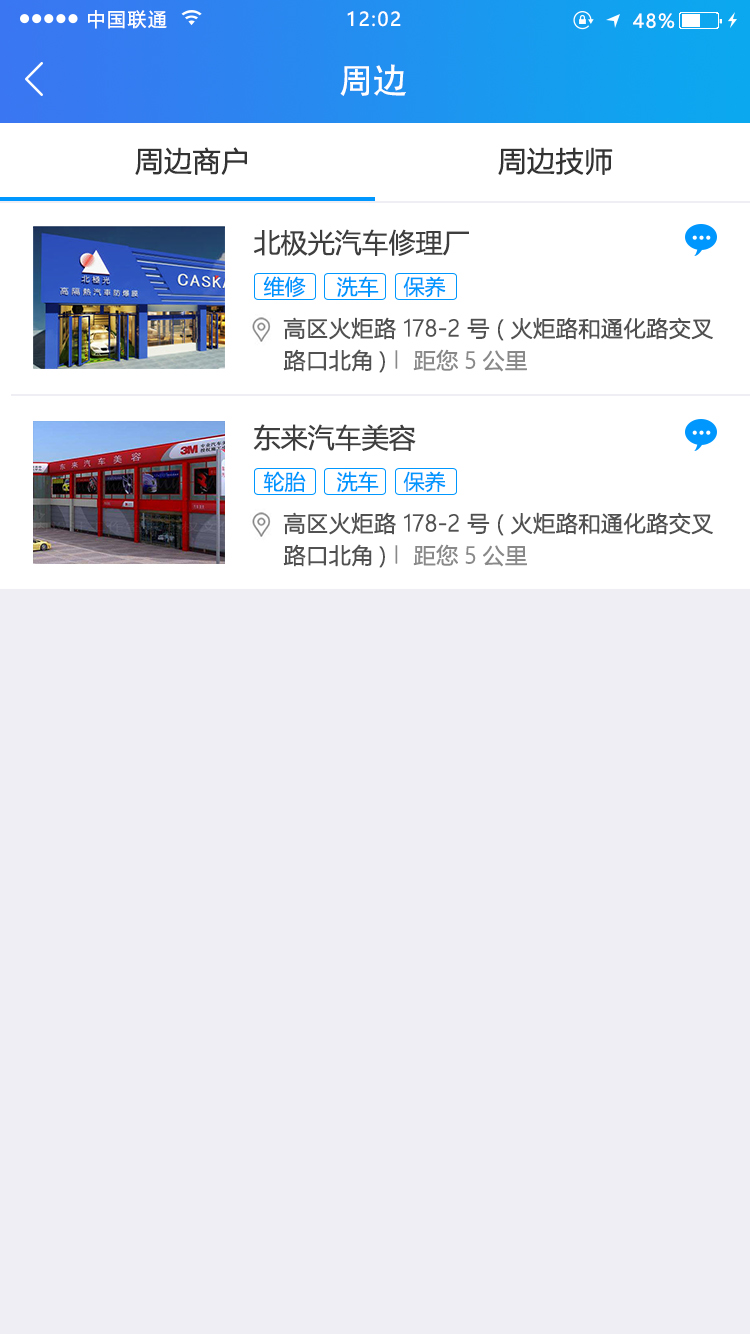 中国联通 12:02 48%
周边
周边商户 周边技师
北极光汽车修理厂
维修 洗车 保养
高区火炬路 178-2 号 ( 火炬路和通化路交叉
路口北角 ) | 距您 5 公里
北極光
高隔熱汽車防爆膜
CASKA
东来汽车美容
轮胎 洗车 保养
高区火炬路 178-2 号 ( 火炬路和通化路交叉
路口北角 ) | 距您 5 公里
东来汽车美容
3M